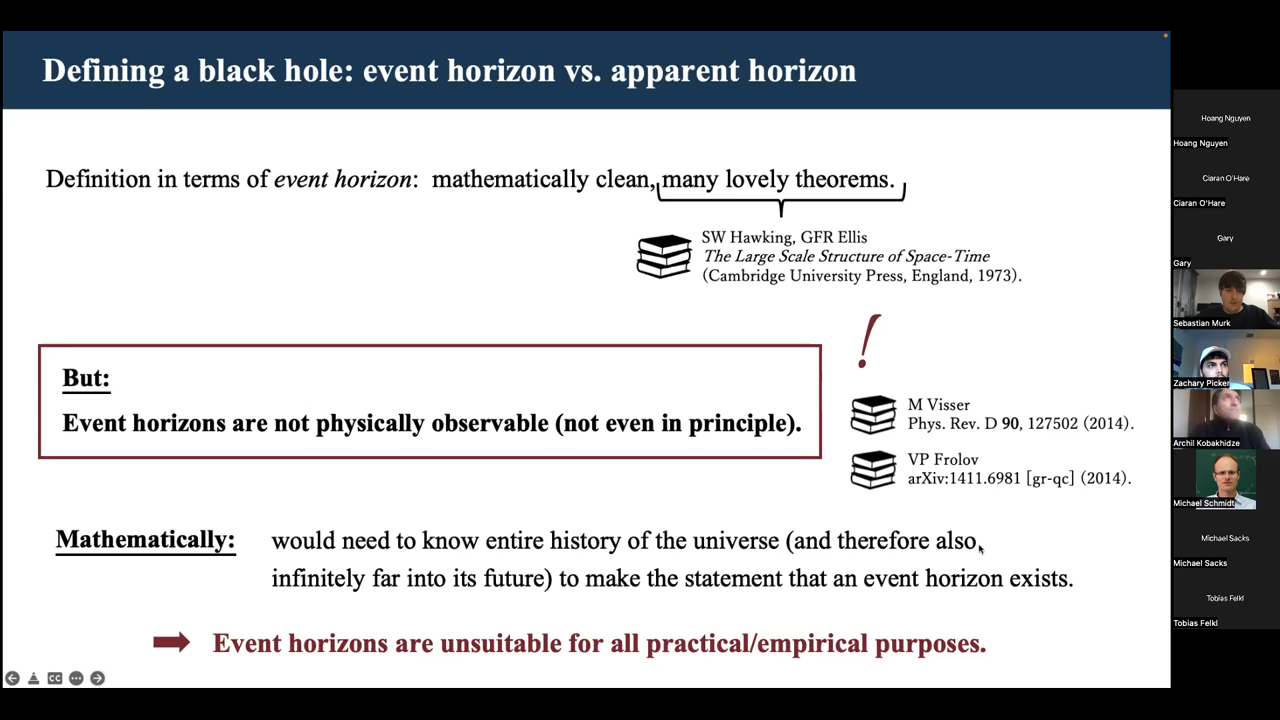 Defining a black hole: event horizon vs. apparent horizon
Definition in terms of event horizon: mathematically clean, many lovely theorems.
SW Hawking, GFR Ellis
The Large Scale Structure of Space-Time
(Cambridge University Press, England, 1973).
!
But:
Event horizons are not physically observable (not even in principle).
M Visser
Phys. Rev. D 90, 127502 (2014).
VP Frolov
arXiv:1411.6981 [gr-qc] (2014).
Mathematically: would need to know entire history of the universe (and therefore also,
infinitely far into its future) to make the statement that an event horizon exists.
Event horizons are unsuitable for all practical/empirical purposes.
CC
Hoang Nguyen
Hoang Nguyen
Ciaran O'Hare
Ciaran O'Hare
Gary
Gary
Sebastian Murk
Zachary Picker
Archil Kobakhidze
Michael Schmidt
Michael Sacks
Michael Sacks
Tobias Felkl
Tobias Felkl